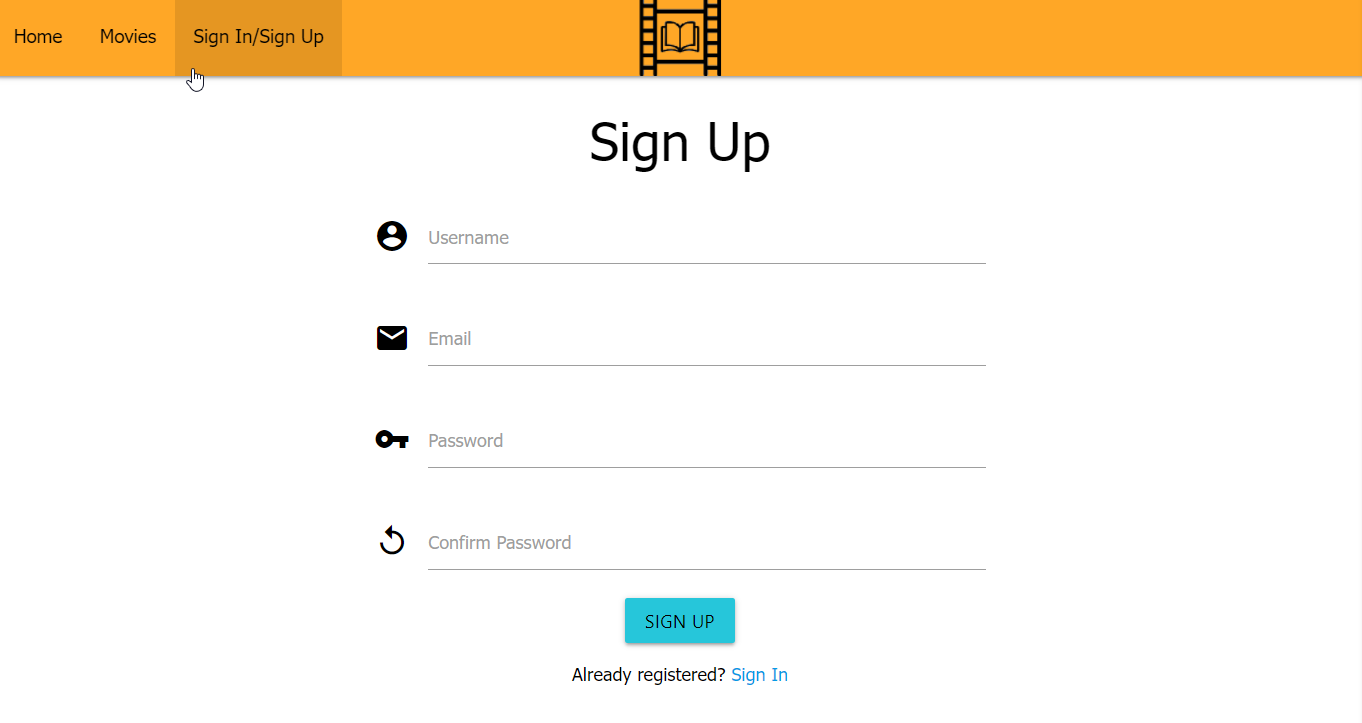 Home Movies Sign In/Sign Up
Sign Up
Username
Email
Password
Confirm Password
SIGN UP
Already registered? Sign In